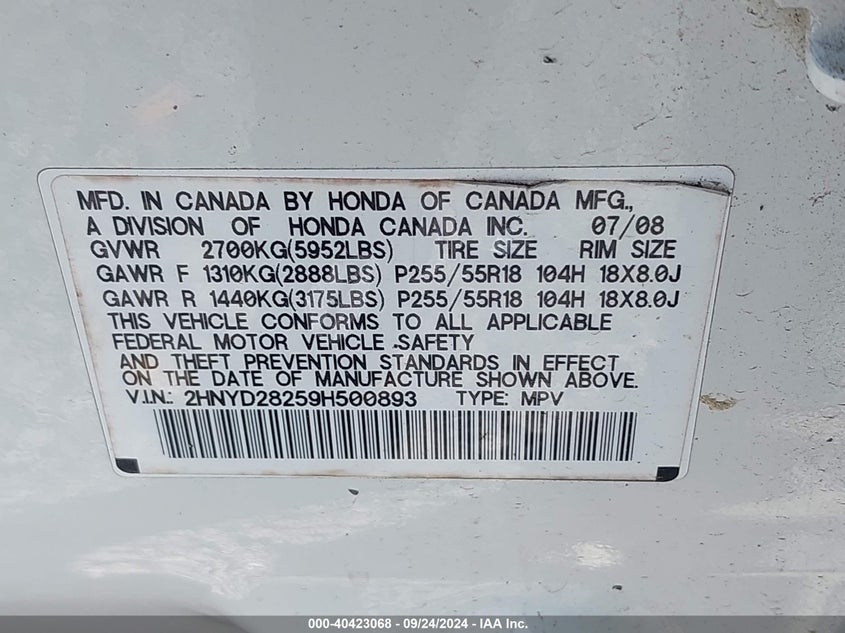 MFD. IN CANADA BY HONDA OF CANADA MFG.,
A DIVISION OF HONDA CANADA INC. 07/08
GVWR 2700KG(5952LBS) TIRE SIZE RIM SIZE
GAWR F 1310KG(2888LBS) P255/55R18 104H 18X8.0J
GAWR R 1440KG(3175LBS) P255/55R18 104H 18X8.0J
THIS VEHICLE CONFORMS TO ALL APPLICABLE
FEDERAL MOTOR VEHICLE SAFETY
AND THEFT PREVENTION STANDARDS IN EFFECT
ON THE DATE OF MANUFACTURE SHOWN ABOVE.
V.I.N.: 2HNYD28259H500893 TYPE: MPV
000-40423068 - 09/24/2024 - IAA Inc.